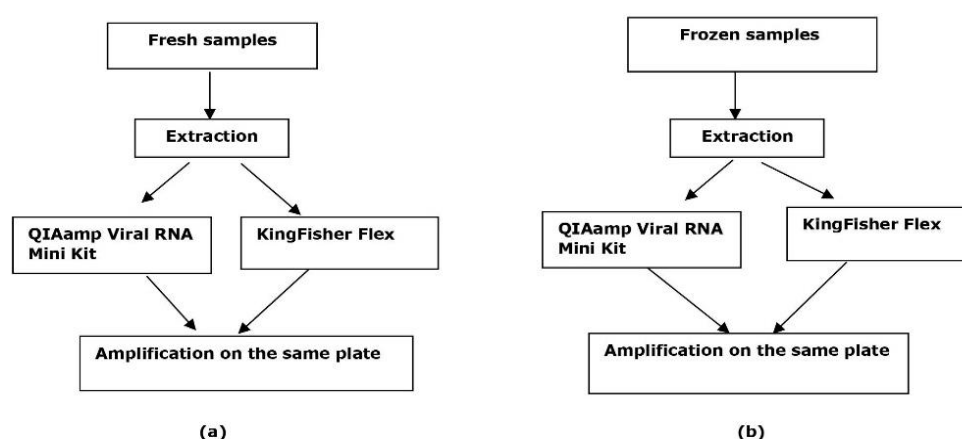 Fresh samples
Extraction
QIAamp Viral RNA
Mini Kit
KingFisher Flex
Amplification on the same plate
(a)
Frozen samples
Extraction
QIAamp Viral RNA
Mini Kit
KingFisher Flex
Amplification on the same plate
(b)